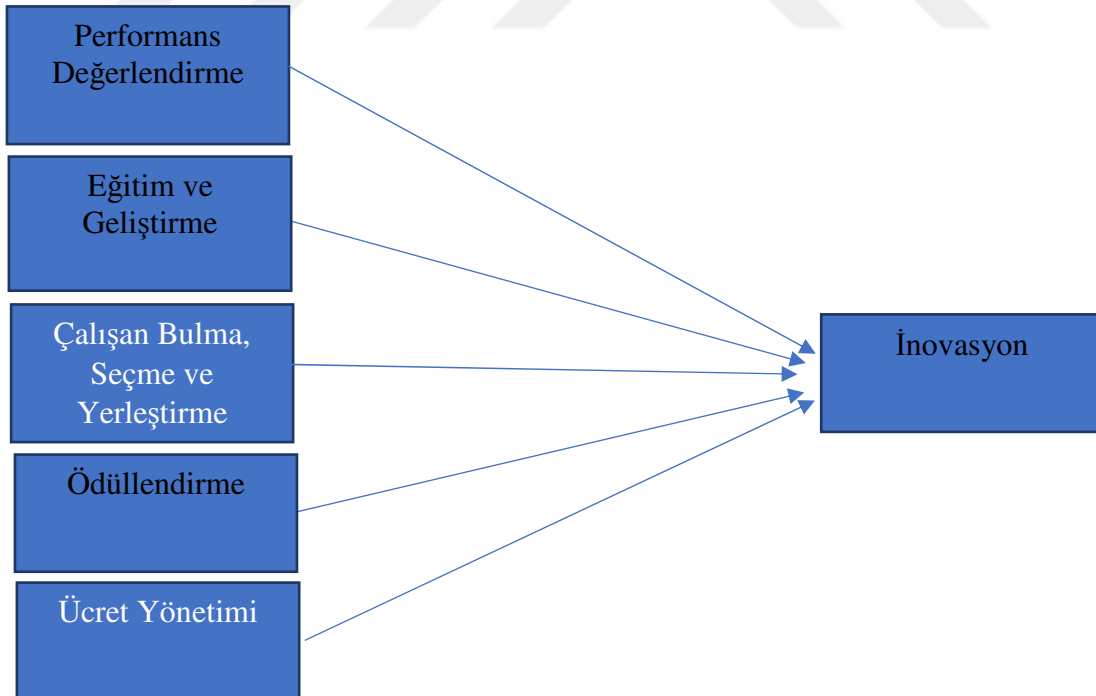 Performans
Değerlendirme
Eğitim ve
Geliştirme
Çalışan Bulma,
Seçme ve
Yerleştirme
Ödüllendirme
Ücret Yönetimi
İnovasyon